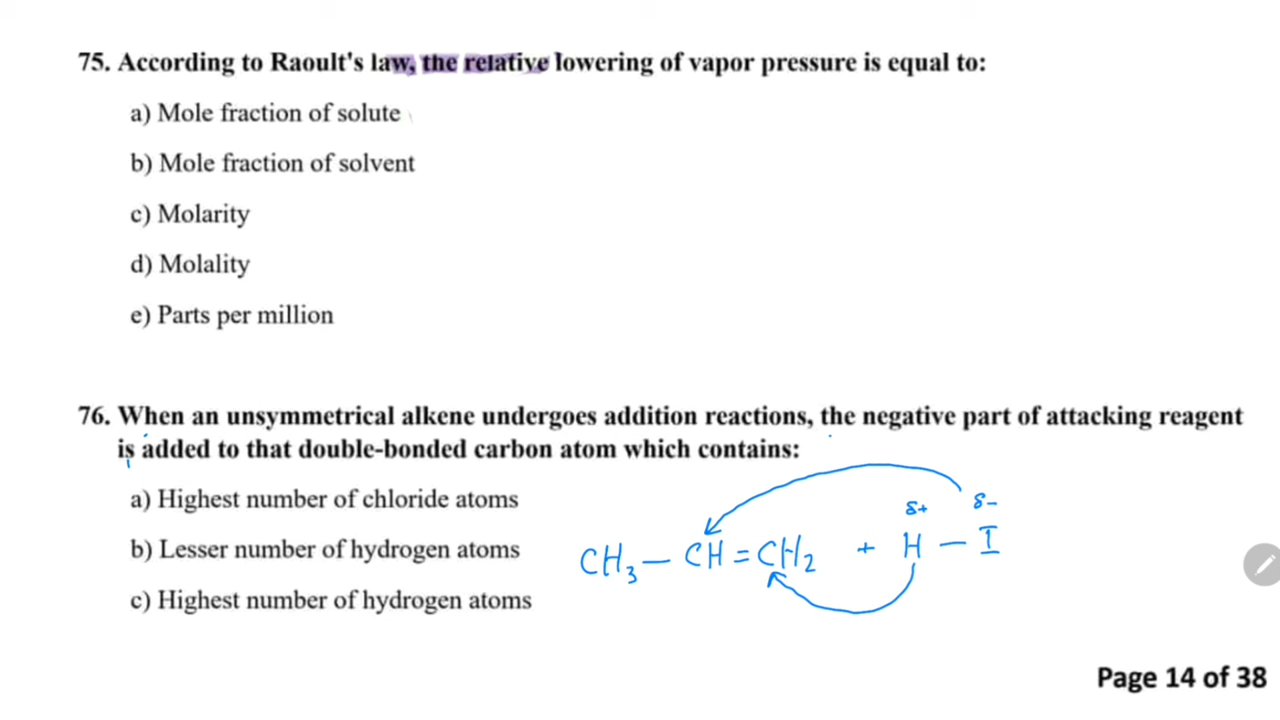 75. According to Raoult's law, the relative lowering of vapor pressure is equal to:
a) Mole fraction of solute
b) Mole fraction of solvent
c) Molarity
d) Molality
e) Parts per million
76. When an unsymmetrical alkene undergoes addition reactions, the negative part of attacking reagent
is added to that double-bonded carbon atom which contains:
a) Highest number of chloride atoms
δ+ δ-
b) Lesser number of hydrogen atoms
CH₃ — CH = CH₂ + H — I
c) Highest number of hydrogen atoms
Page 14 of 38